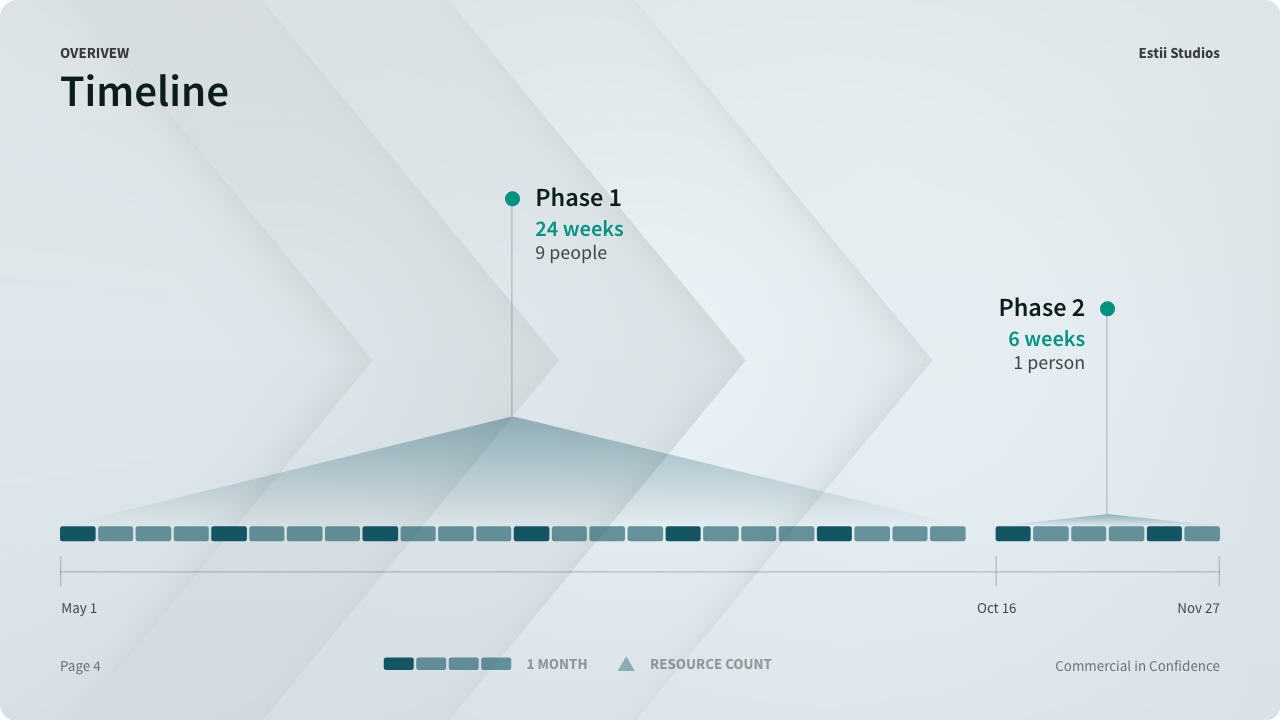 OVERIVEW
Estii Studios
Timeline
Phase 1
24 weeks
9 people
Phase 2
6 weeks
1 person
May 1
Oct 16
Nov 27
Page 4
1 MONTH
RESOURCE COUNT
Commercial in Confidence